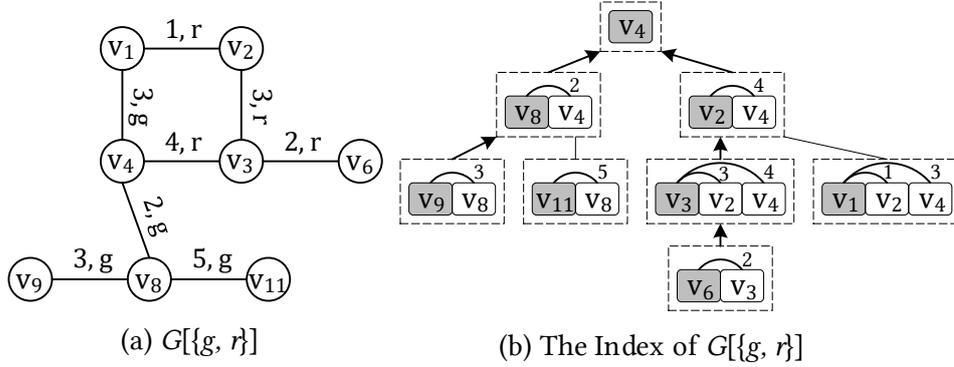 v1 1, r v2
3, g 3, r
v4 4, r v3 2, r v6
2, g
3, g 5, g
v9 v8 v11
(a) G[{g, r}]
v4
2 4
v8 v4 v2 v4
3 5 3 4 1 3
v9 v8 v11 v8 v3 v2 v4 v1 v2 v4
2
v6 v3
(b) The Index of G[{g, r}]